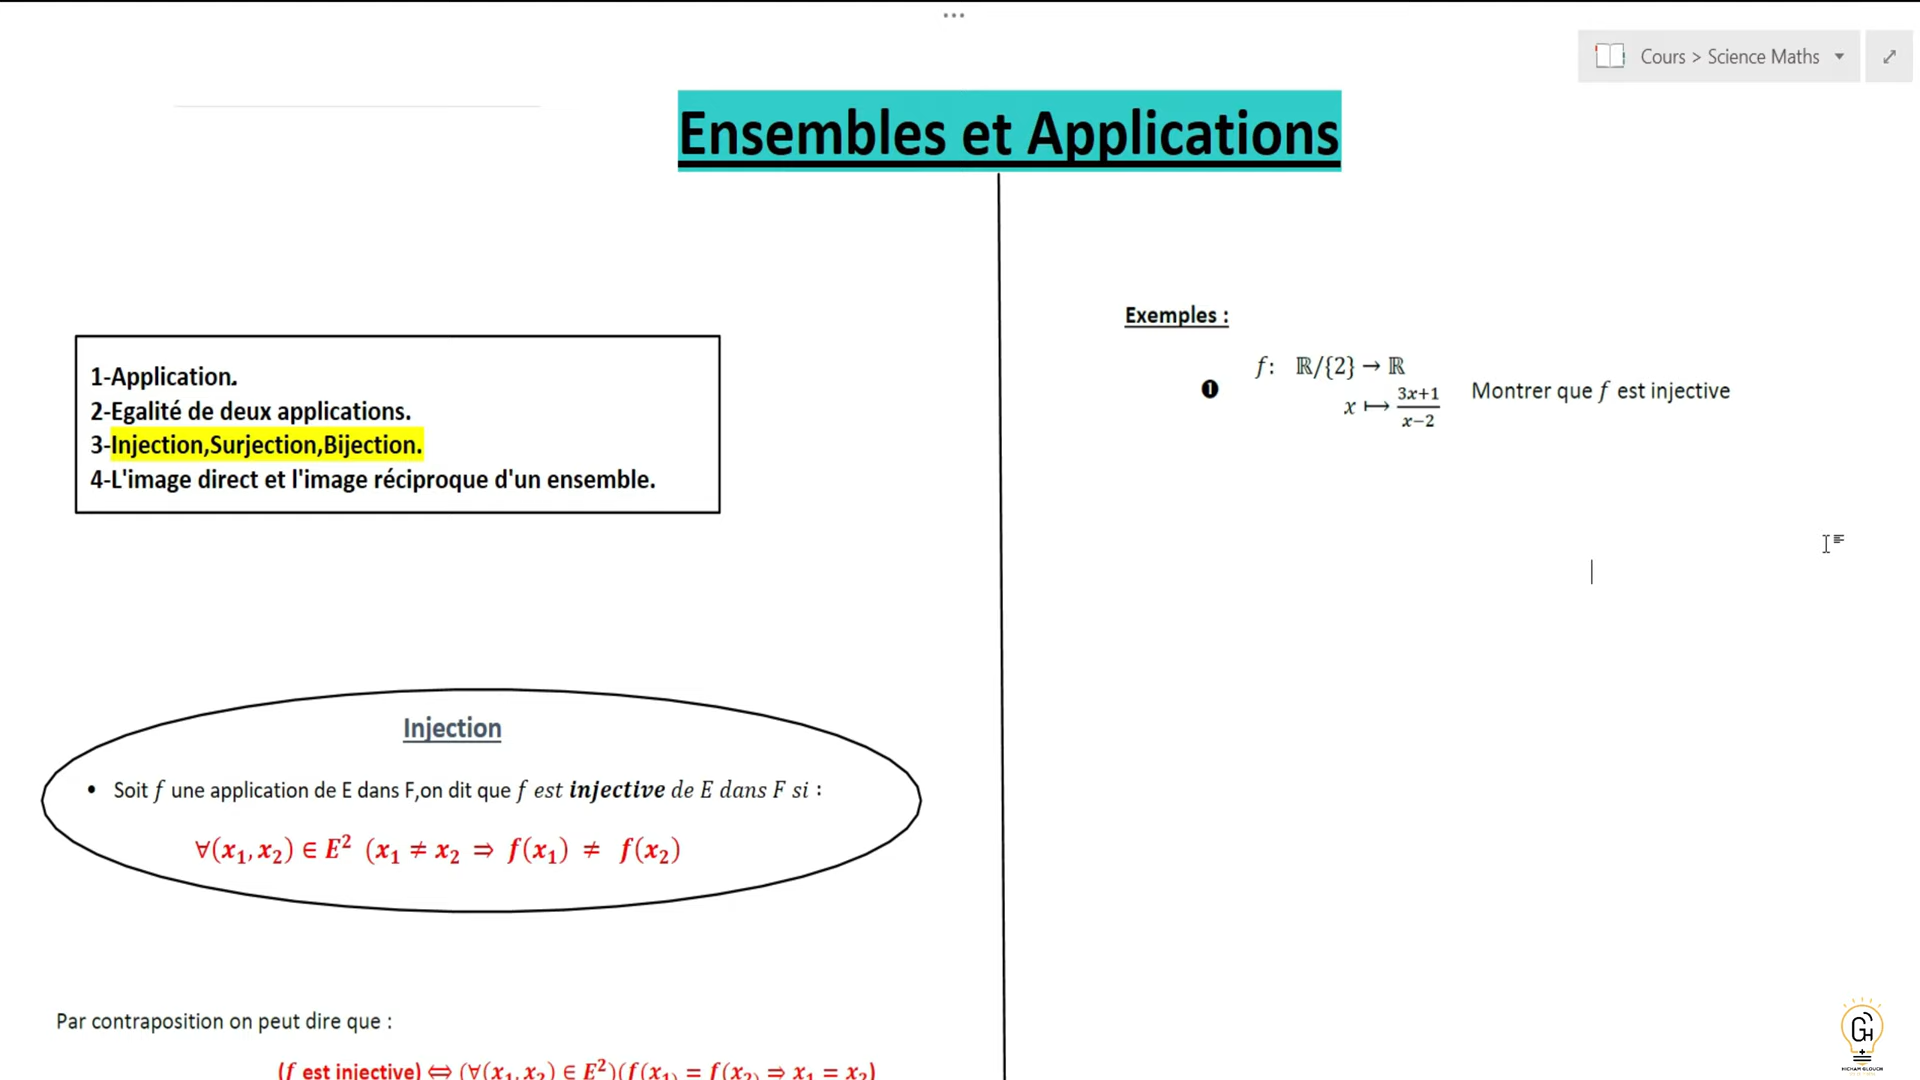 Cours > Science Maths
Ensembles et Applications
1-Application.
2-Egalité de deux applications.
3-Injection,Surjection,Bijection.
4-L'image direct et l'image réciproque d'un ensemble.
Injection
• Soit f une application de E dans F,on dit que f est injective de E dans F si :
∀(x₁,x₂) ∈ E² (x₁ ≠ x₂ ⇒ f(x₁) ≠ f(x₂)
Par contraposition on peut dire que :
(f est injective) ⟺ (∀(x₁,x₂) ∈ E²)(f(x₁) = f(x₂) ⇒ x₁ = x₂)
Exemples :
❶ f: ℝ/{2} → ℝ
x ⟼ 3x+1/x−2 Montrer que f est injective
GH
HICHAM GLOUCH